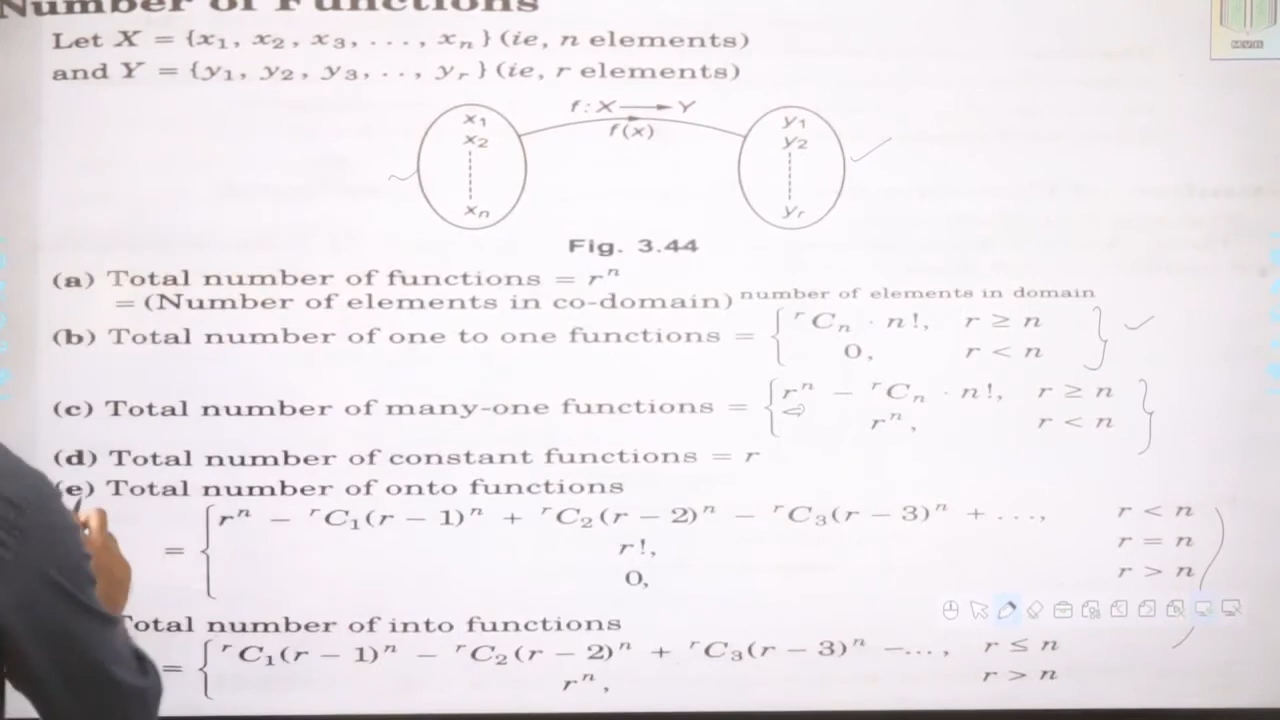 Number of Functions
Let X = {x₁, x₂, x₃, . . . , xₙ} (ie, n elements)
and Y = {y₁, y₂, y₃, . . , yᵣ} (ie, r elements)
f : X ⟶ Y
f(x)
x₁
x₂
xₙ
y₁
y₂
yᵣ
Fig. 3.44
(a) Total number of functions = rⁿ
= (Number of elements in co-domain) number of elements in domain
(b) Total number of one to one functions = { ʳCₙ · n!, r ≥ n
0, r < n }
(c) Total number of many-one functions = { rⁿ − ʳCₙ · n!, r ≥ n
rⁿ, r < n }
(d) Total number of constant functions = r
(e) Total number of onto functions
= { rⁿ − ʳC₁(r − 1)ⁿ + ʳC₂(r − 2)ⁿ − ʳC₃(r − 3)ⁿ + ..., r < n
r!, r = n
0, r > n
Total number of into functions
= { ʳC₁(r − 1)ⁿ − ʳC₂(r − 2)ⁿ + ʳC₃(r − 3)ⁿ −..., r ≤ n
rⁿ, r > n